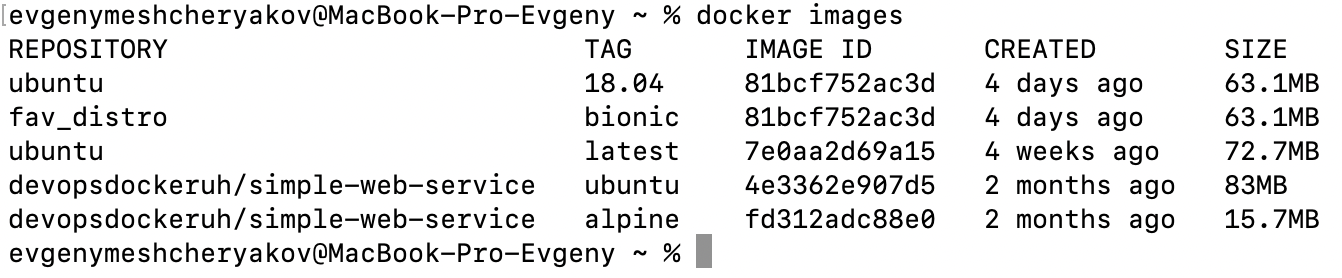 evgenymeshcheryakov@MacBook-Pro-Evgeny ~ % docker images
REPOSITORY TAG IMAGE ID CREATED SIZE
ubuntu 18.04 81bcf752ac3d 4 days ago 63.1MB
fav_distro bionic 81bcf752ac3d 4 days ago 63.1MB
ubuntu latest 7e0aa2d69a15 4 weeks ago 72.7MB
devopsdockeruh/simple-web-service ubuntu 4e3362e907d5 2 months ago 83MB
devopsdockeruh/simple-web-service alpine fd312adc88e0 2 months ago 15.7MB
evgenymeshcheryakov@MacBook-Pro-Evgeny ~ %